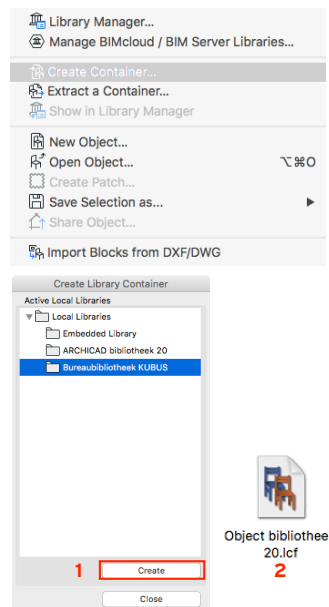 Library Manager...
Manage BIMcloud / BIM Server Libraries...
Create Container...
Extract a Container...
Show in Library Manager
New Object...
Open Object... ⌥⌘O
Create Patch...
Save Selection as... ▶
Share Object...
Import Blocks from DXF/DWG
Create Library Container
Active Local Libraries
Local Libraries
Embedded Library
ARCHICAD bibliotheek 20
Bureaubibliotheek KUBUS
1 Create
Close
Object bibliothee
20.lcf
2